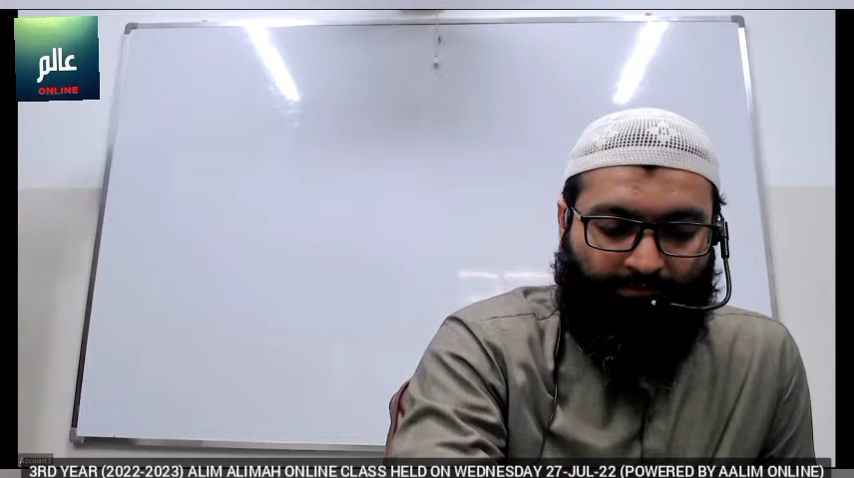 عالم
ONLINE
Account3
3RD YEAR (2022-2023) ALIM ALIMAH ONLINE CLASS HELD ON WEDNESDAY 27-JUL-22 (POWERED BY AALIM ONLINE)